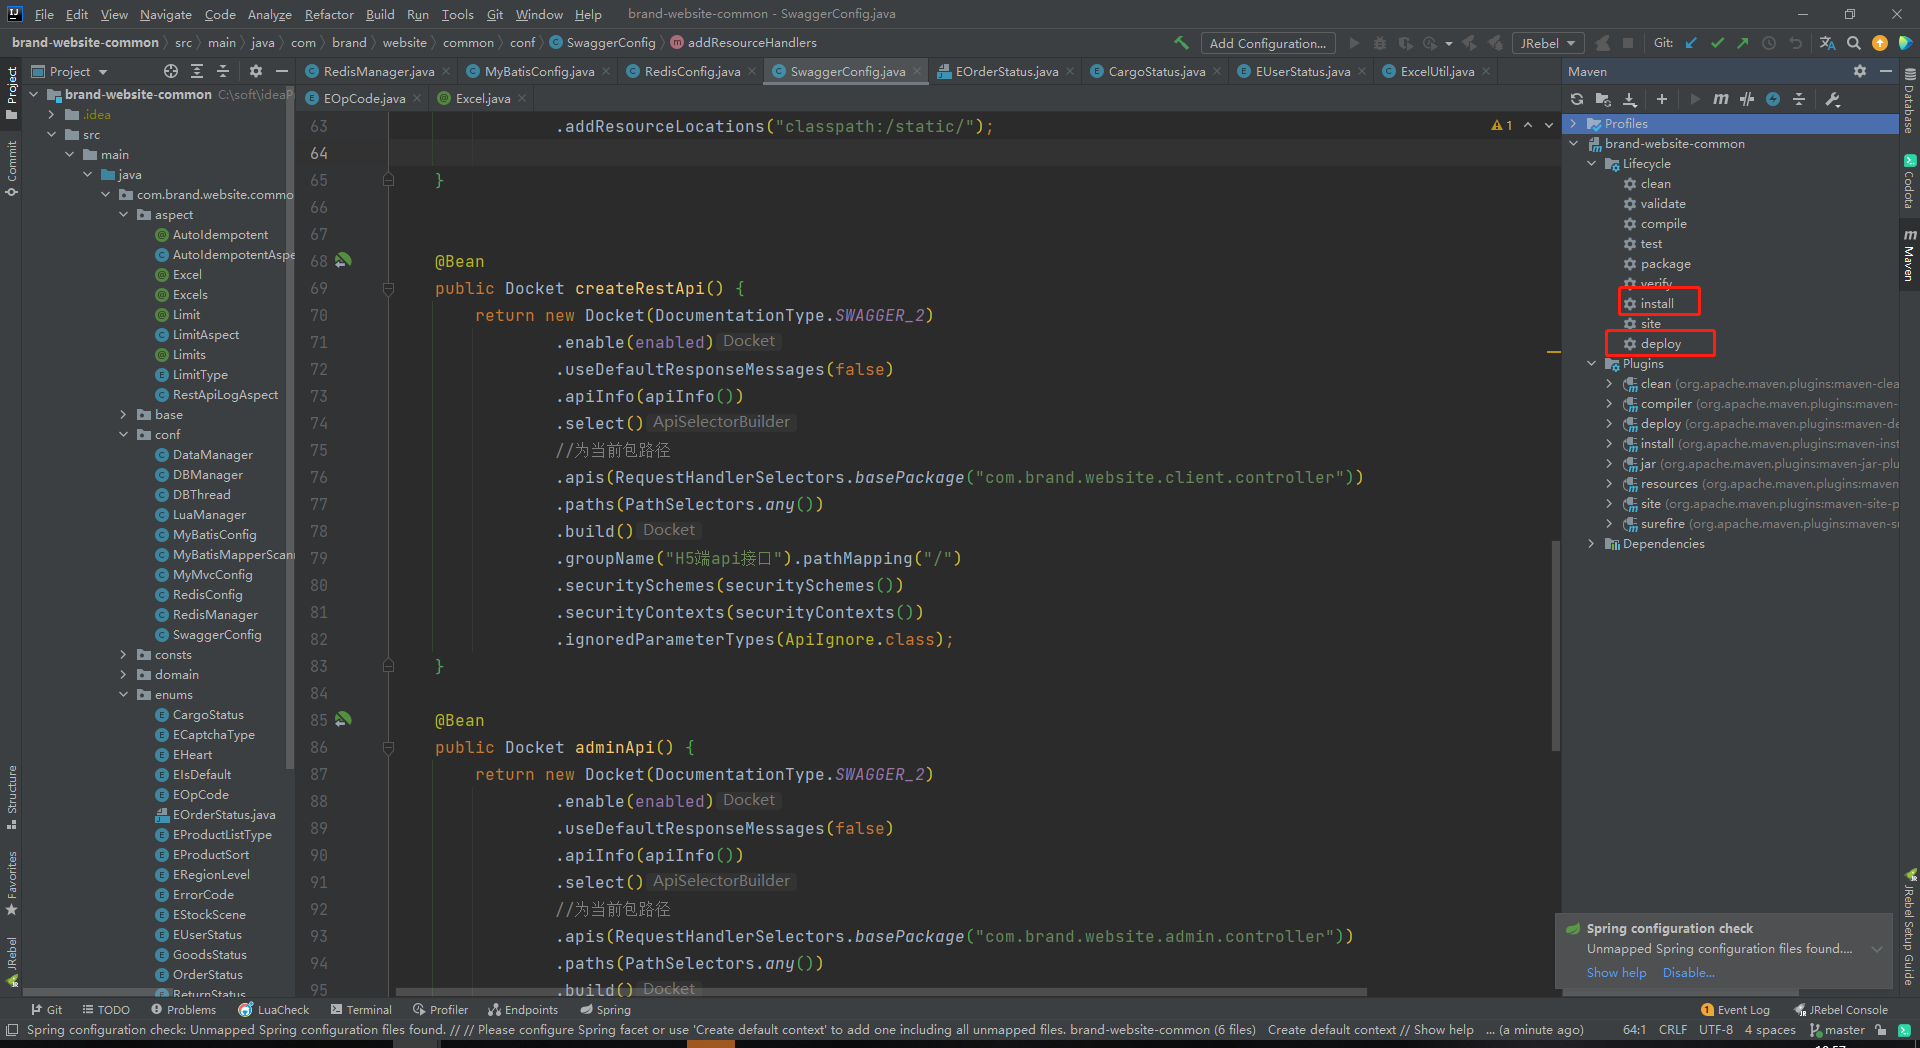 File Edit View Navigate Code Analyze Refactor Build Run Tools Git Window Help brand-website-common - SwaggerConfig.java
brand-website-common src main java com brand website common conf SwaggerConfig addResourceHandlers Add Configuration... JRebel Git:
Project
RedisManager.java MyBatisConfig.java RedisConfig.java SwaggerConfig.java EOrderStatus.java CargoStatus.java EUserStatus.java ExcelUtil.java
EOpCode.java Excel.java
Project
Commit
Structure
Favorites
JRebel
brand-website-common C:\soft\ideaP
.idea
src
main
java
com.brand.website.commo
aspect
AutoIdempotent
AutoIdempotentAspe
Excel
Excels
Limit
LimitAspect
Limits
LimitType
RestApiLogAspect
base
conf
DataManager
DBManager
DBThread
LuaManager
MyBatisConfig
MyBatisMapperScann
MyMvcConfig
RedisConfig
RedisManager
SwaggerConfig
consts
domain
enums
CargoStatus
ECaptchaType
EHeart
EIsDefault
EOpCode
EOrderStatus.java
EProductListType
EProductSort
ERegionLevel
ErrorCode
EStockScene
EUserStatus
GoodsStatus
OrderStatus
ReturnStatus
63 .addResourceLocations("classpath:/static/");
1
64
65 }
66
67
68 @Bean
69 public Docket createRestApi() {
70 return new Docket(DocumentationType.SWAGGER_2)
71 .enable(enabled) Docket
72 .useDefaultResponseMessages(false)
73 .apiInfo(apiInfo())
74 .select() ApiSelectorBuilder
75 //为当前包路径
76 .apis(RequestHandlerSelectors.basePackage("com.brand.website.client.controller"))
77 .paths(PathSelectors.any())
78 .build() Docket
79 .groupName("H5端api接口").pathMapping("/")
80 .securitySchemes(securitySchemes())
81 .securityContexts(securityContexts())
82 .ignoredParameterTypes(ApiIgnore.class);
83 }
84
85 @Bean
86 public Docket adminApi() {
87 return new Docket(DocumentationType.SWAGGER_2)
88 .enable(enabled) Docket
89 .useDefaultResponseMessages(false)
90 .apiInfo(apiInfo())
91 .select() ApiSelectorBuilder
92 //为当前包路径
93 .apis(RequestHandlerSelectors.basePackage("com.brand.website.admin.controller"))
94 .paths(PathSelectors.any())
95 .build() Docket
Maven
Profiles
brand-website-common
Lifecycle
clean
validate
compile
test
package
verify
install
site
deploy
Plugins
clean (org.apache.maven.plugins:maven-clea
compiler (org.apache.maven.plugins:maven-
deploy (org.apache.maven.plugins:maven-de
install (org.apache.maven.plugins:maven-inst
jar (org.apache.maven.plugins:maven-jar-plu
resources (org.apache.maven.plugins:maven-
site (org.apache.maven.plugins:maven-site-p
surefire (org.apache.maven.plugins:maven-su
Dependencies
Database
Codota
Maven
JRebel Setup Guide
Spring configuration check
Unmapped Spring configuration files found....
Show help Disable...
Git TODO Problems LuaCheck Terminal Profiler Endpoints Spring 1 Event Log JRebel Console
Spring configuration check: Unmapped Spring configuration files found. // // Please configure Spring facet or use 'Create default context' to add one including all unmapped files. brand-website-common (6 files) Create default context // Show help ... (a minute ago) 64:1 CRLF UTF-8 4 spaces master